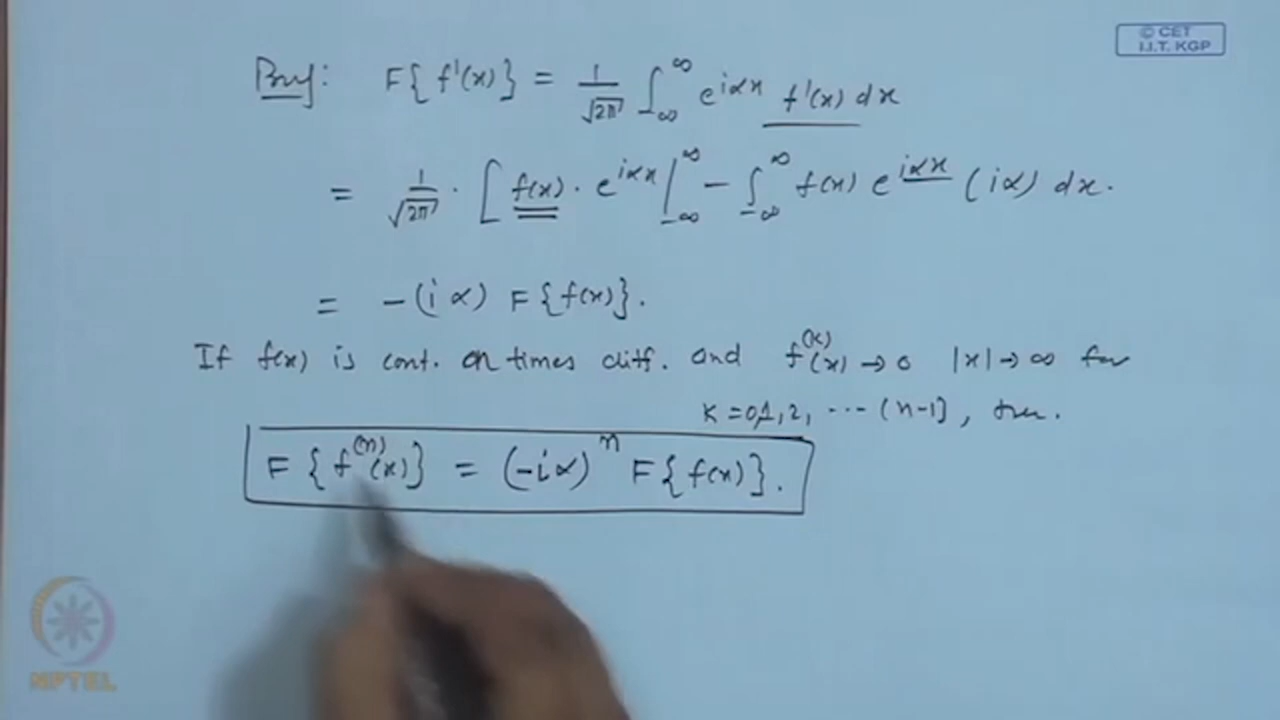 © CET
I.I.T. KGP
Proof: F{f'(x)} = 1/√2π ∫_{-∞}^{∞} e^{iαx} f'(x) dx
= 1/√2π · [f(x) · e^{iαx} |_{-∞}^{∞} - ∫_{-∞}^{∞} f(x) e^{iαx} (iα) dx.
= -(iα) F{f(x)}.
If f(x) is cont. n times diff. and f^{(k)}(x) → 0 |x| → ∞ for
K = 0,1,2, ... (n-1), then.
F{f^{(n)}(x)} = (-iα)^n F{f(x)}.
NPTEL